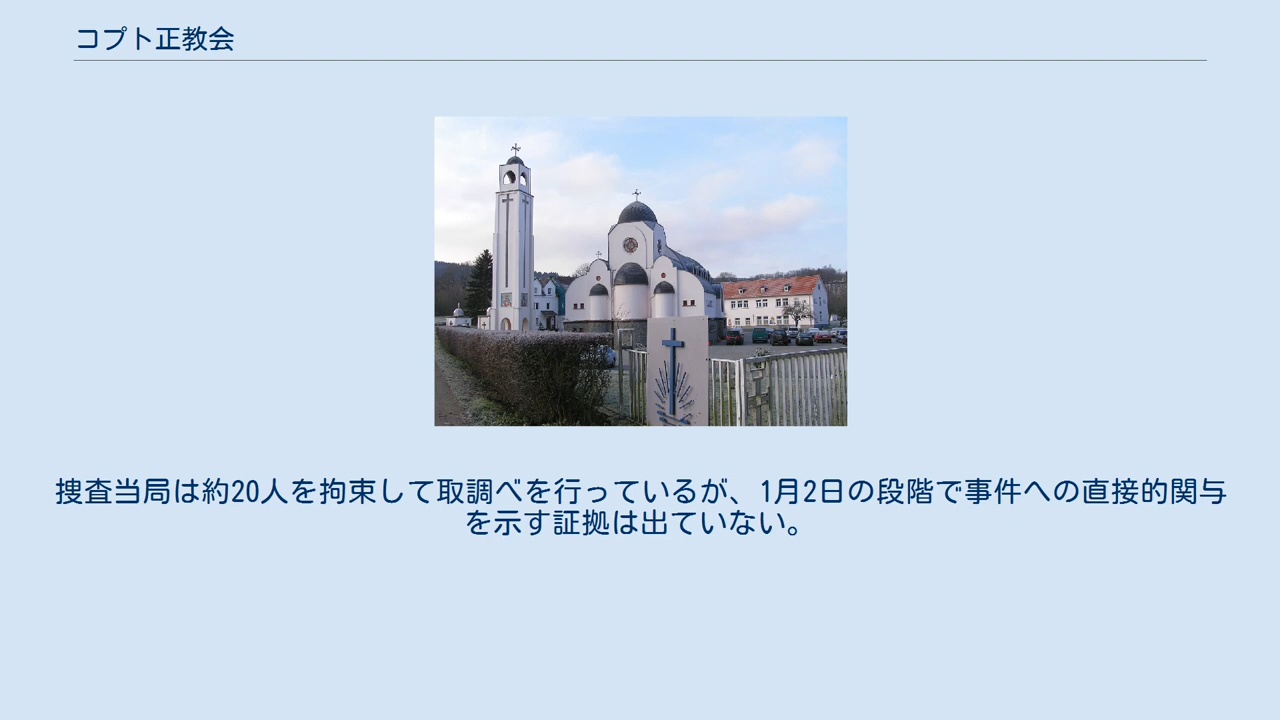 コプト正教会
捜査当局は約20人を拘束して取調べを行っているが、1月2日の段階で事件への直接的関与
を示す証拠は出ていない。